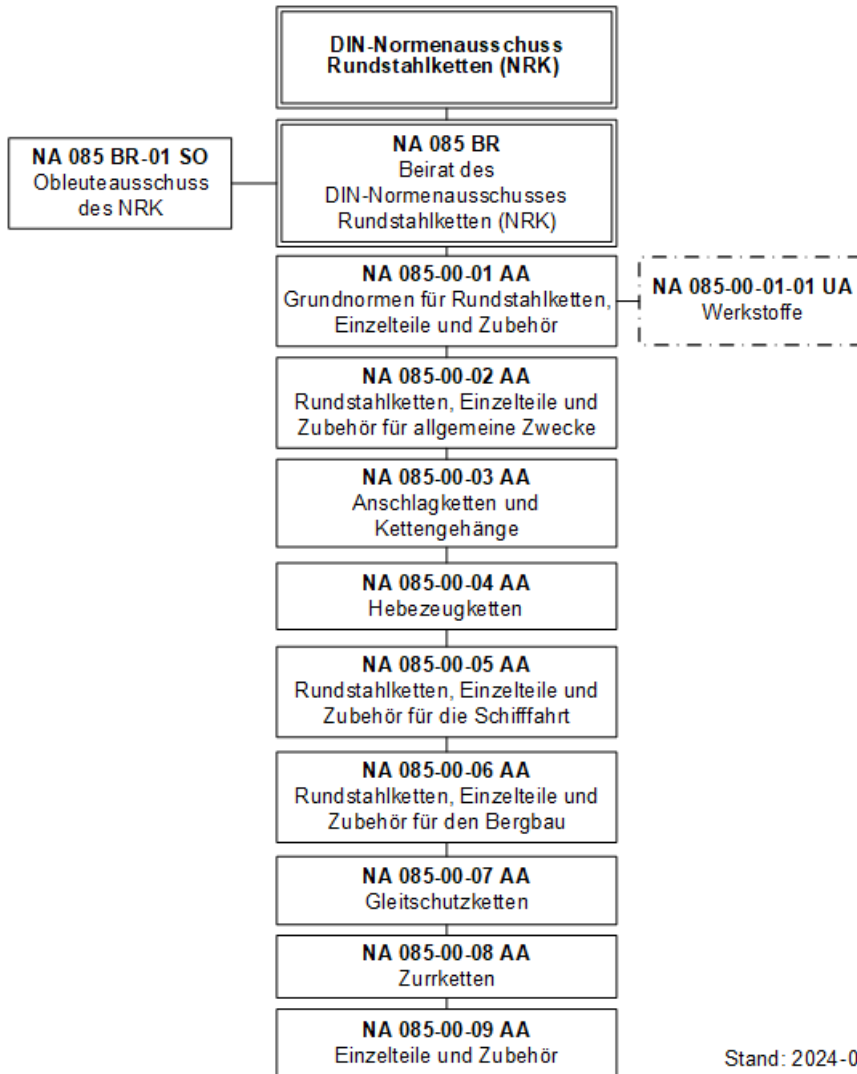 DIN-Normenausschuss
Rundstahlketten (NRK)
NA 085 BR-01 SO
Obleuteausschuss
des NRK
NA 085 BR
Beirat des
DIN-Normenausschusses
Rundstahlketten (NRK)
NA 085-00-01 AA
Grundnormen für Rundstahlketten,
Einzelteile und Zubehör
NA 085-00-01-01 UA
Werkstoffe
NA 085-00-02 AA
Rundstahlketten, Einzelteile und
Zubehör für allgemeine Zwecke
NA 085-00-03 AA
Anschlagketten und
Kettengehänge
NA 085-00-04 AA
Hebezeugketten
NA 085-00-05 AA
Rundstahlketten, Einzelteile und
Zubehör für die Schifffahrt
NA 085-00-06 AA
Rundstahlketten, Einzelteile und
Zubehör für den Bergbau
NA 085-00-07 AA
Gleitschutzketten
NA 085-00-08 AA
Zurrketten
NA 085-00-09 AA
Einzelteile und Zubehör
Stand: 2024-0